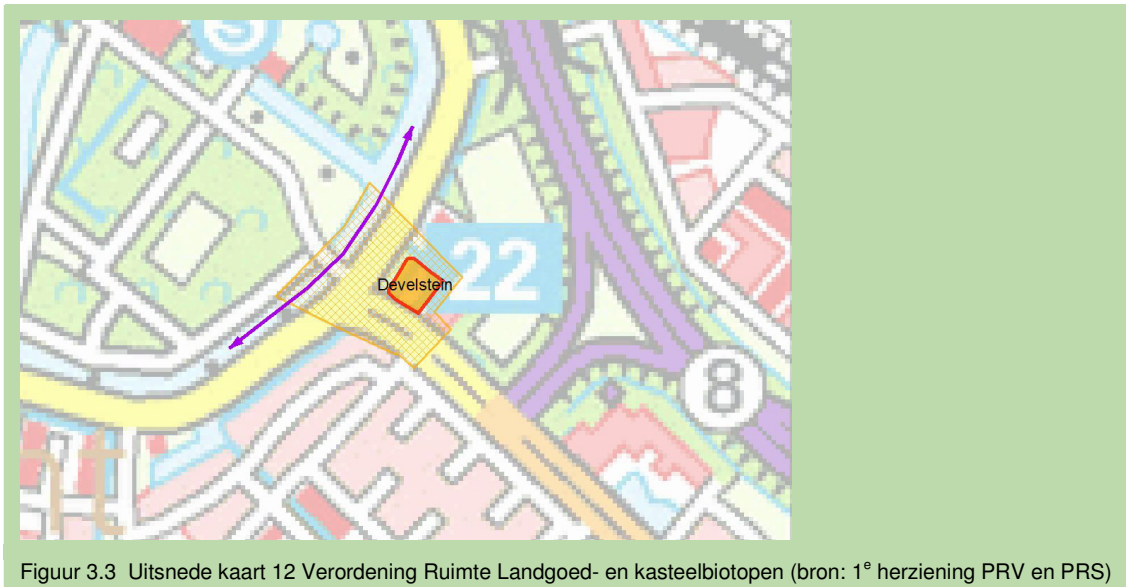 22
Develstein
8
nt
Figuur 3.3 Uitsnede kaart 12 Verordening Ruimte Landgoed- en kasteelbiotopen (bron: 1e herziening PRV en PRS)